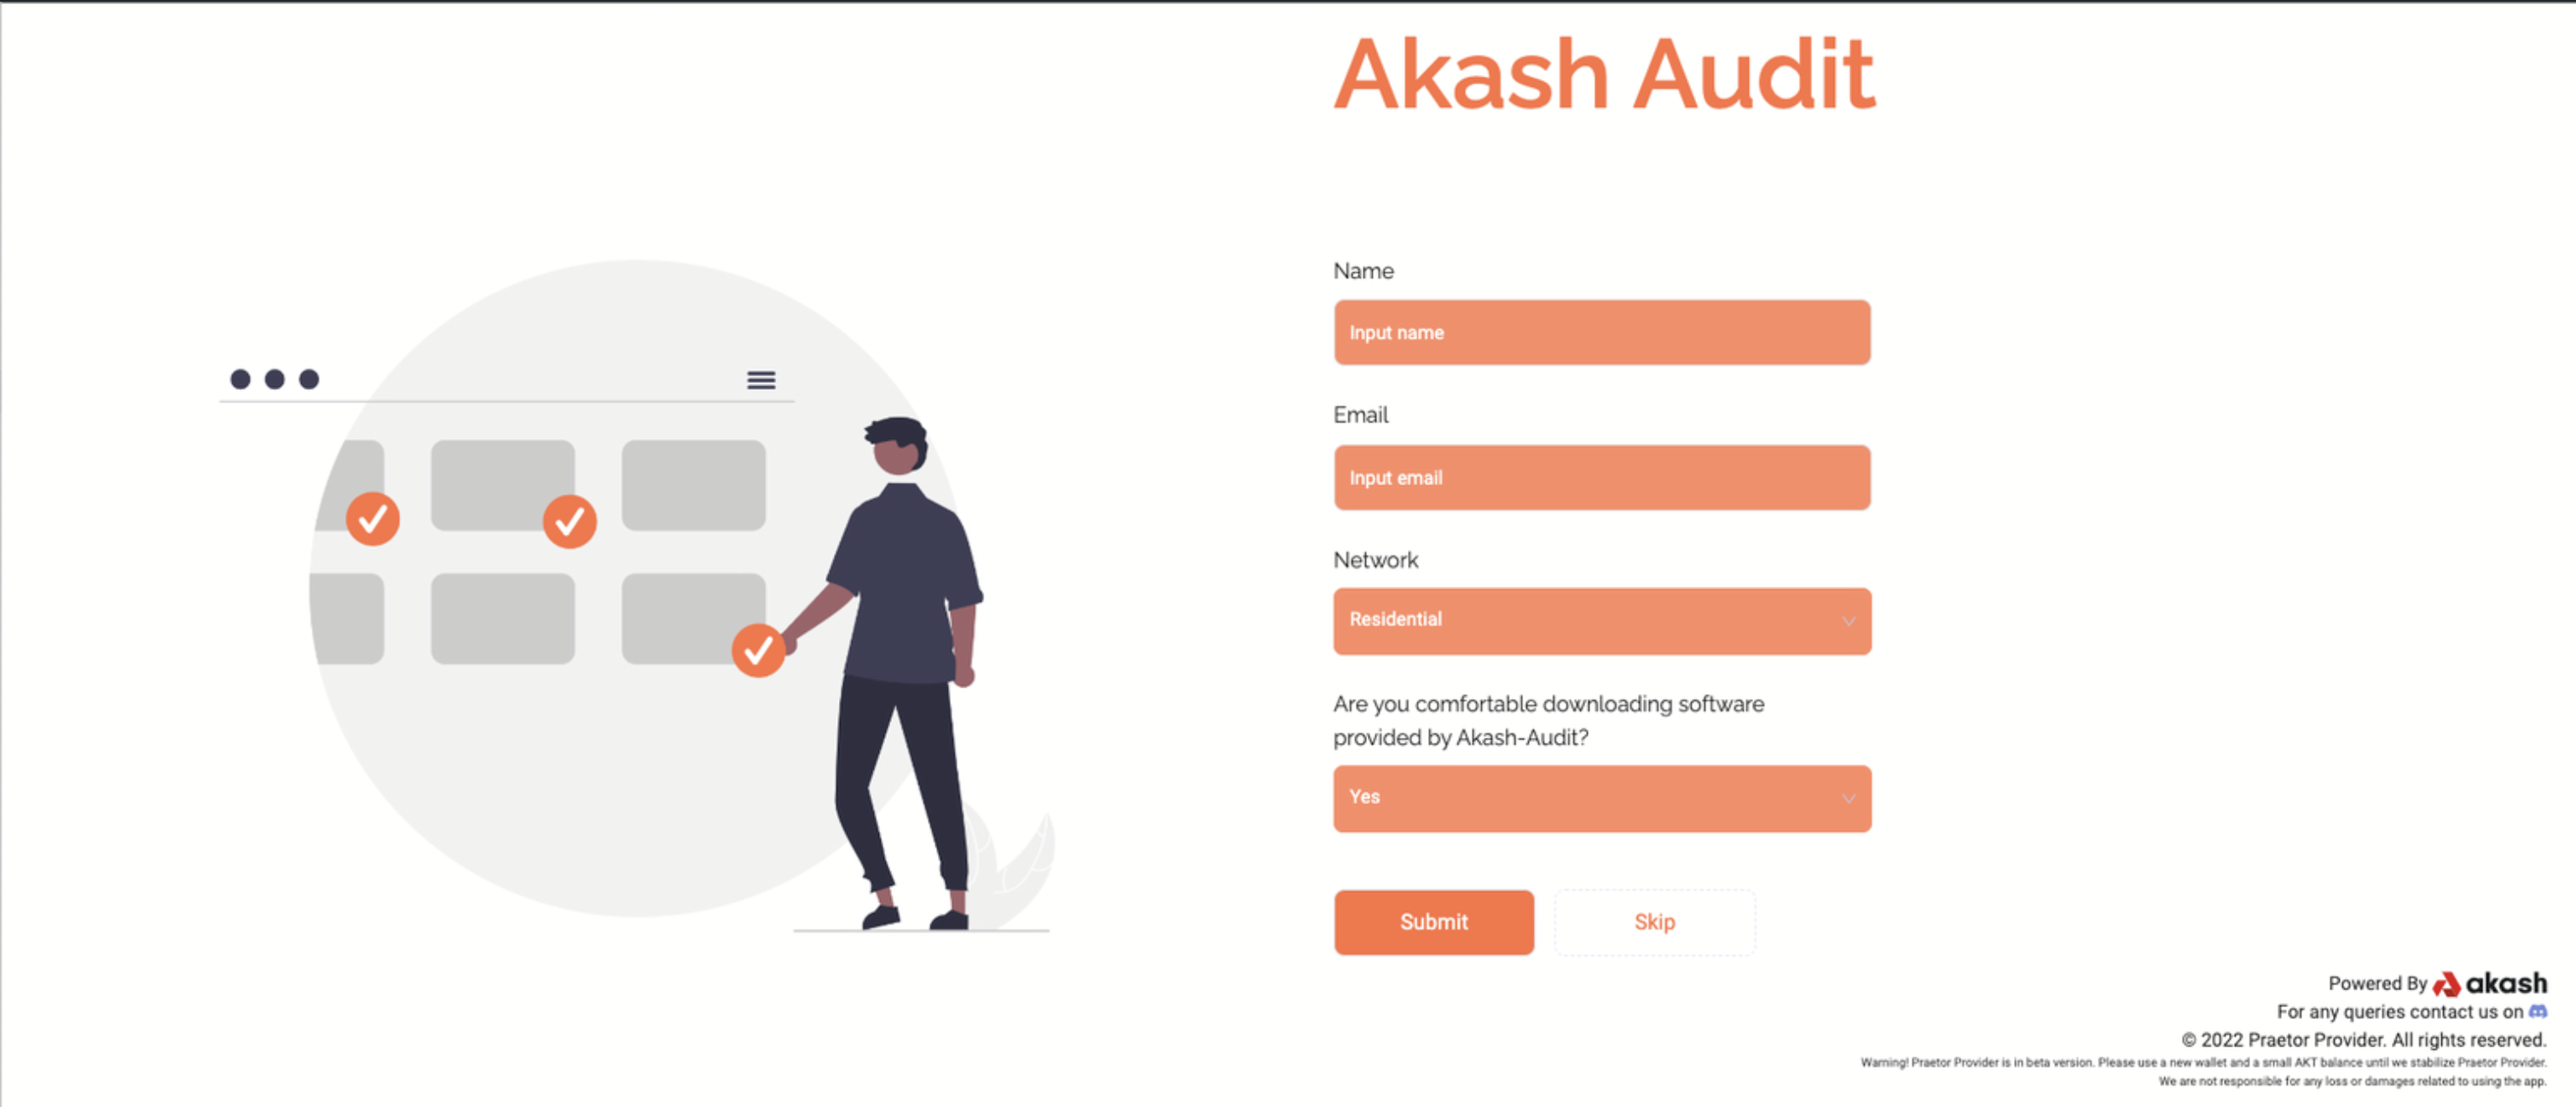 Akash Audit
Name
Input name
Email
Input email
Network
Residential
Are you comfortable downloading software
provided by Akash-Audit?
Yes
Submit
Skip
Powered By akash
For any queries contact us on
© 2022 Praetor Provider. All rights reserved.
Warning! Praetor Provider is in beta version. Please use a new wallet and a small AKT balance until we stabilize Praetor Provider.
We are not responsible for any loss or damages related to using the app.